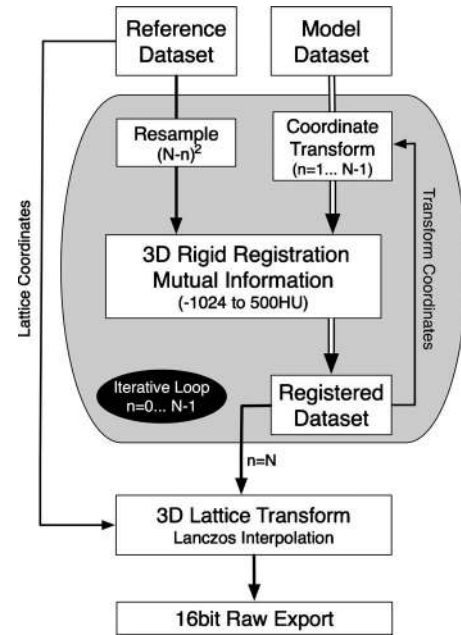 Reference
Dataset
Model
Dataset
Resample
(N-n)²
Coordinate
Transform
(n=1... N-1)
Lattice Coordinates
Transform Coordinates
3D Rigid Registration
Mutual Information
(-1024 to 500HU)
Iterative Loop
n=0... N-1
Registered
Dataset
n=N
3D Lattice Transform
Lanczos Interpolation
16bit Raw Export